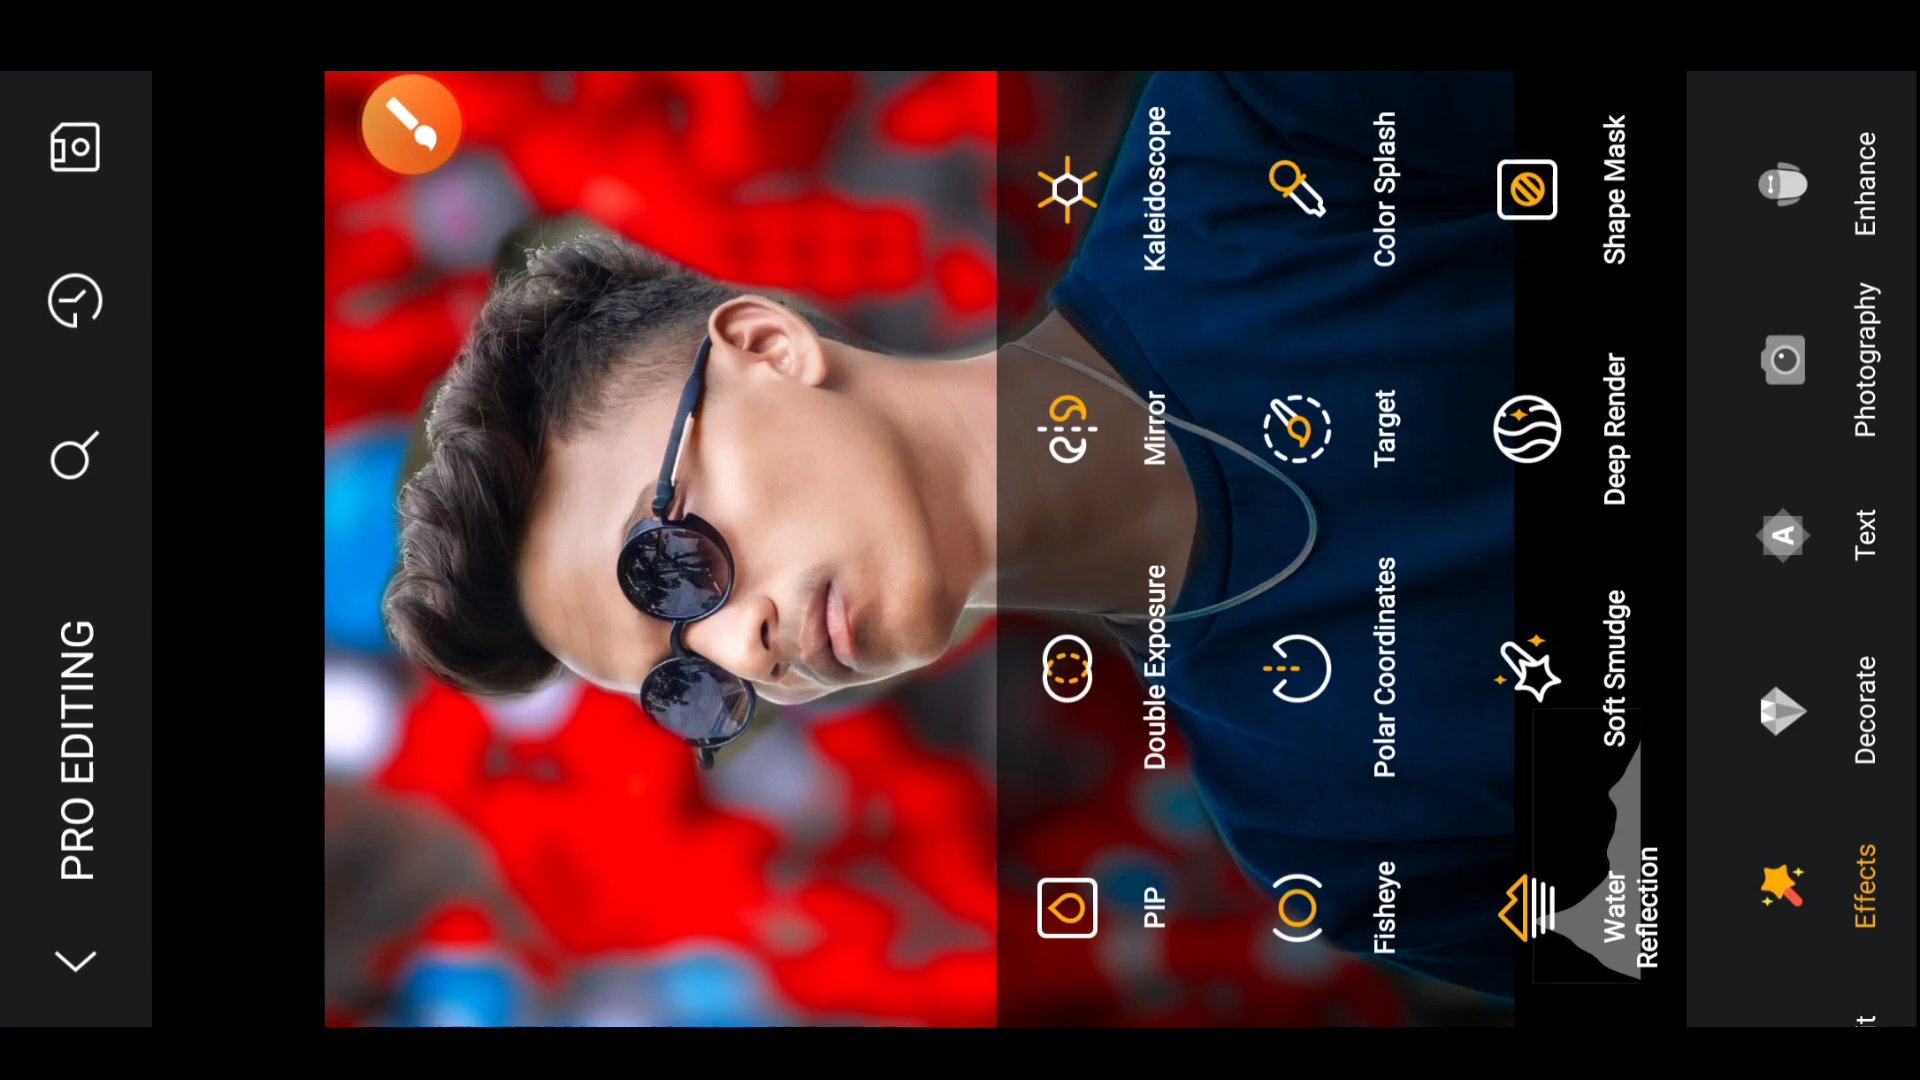 PRO EDITING
PIP
Double Exposure
Mirror
Kaleidoscope
Fisheye
Polar Coordinates
Target
Color Splash
Water
Reflection
Soft Smudge
Deep Render
Shape Mask
it
Effects
Decorate
Text
A
Photography
Enhance